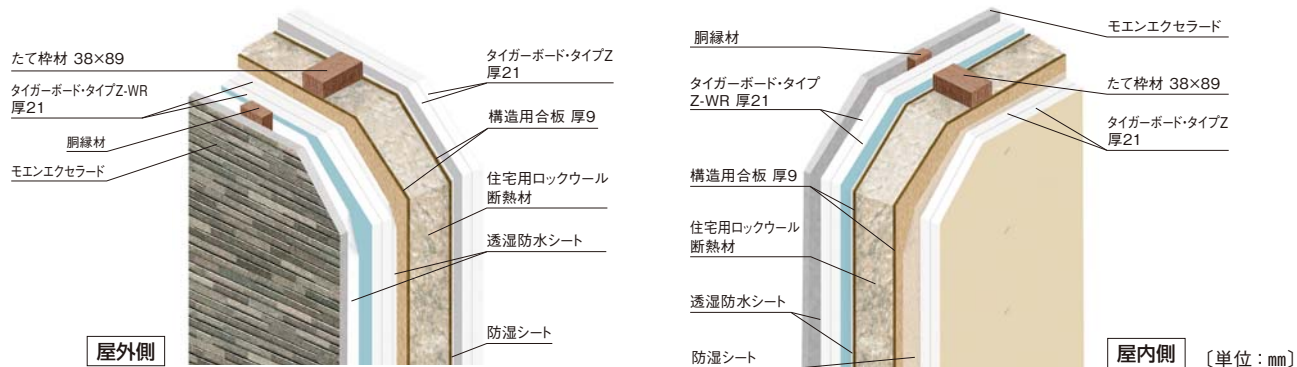 たて枠材 38×89
タイガーボード・タイプZ-WR
厚21
胴縁材
モエンエクセラード
屋外側
タイガーボード・タイプZ
厚21
構造用合板 厚9
住宅用ロックウール
断熱材
透湿防水シート
防湿シート
胴縁材
タイガーボード・タイプ
Z-WR 厚21
構造用合板 厚9
住宅用ロックウール
断熱材
透湿防水シート
防湿シート
モエンエクセラード
たて枠材 38×89
タイガーボード・タイプZ
厚21
屋内側
〔単位：㎜〕